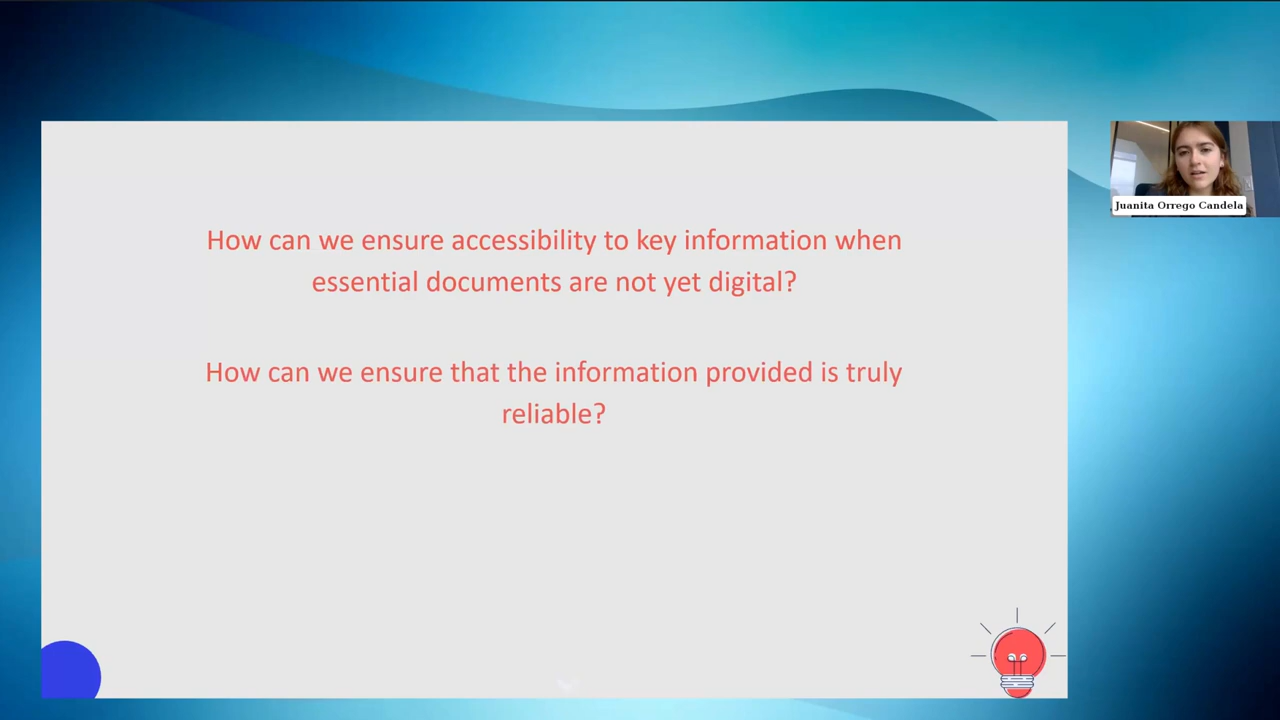 How can we ensure accessibility to key information when
essential documents are not yet digital?
How can we ensure that the information provided is truly
reliable?
Juanita Orrego Candela